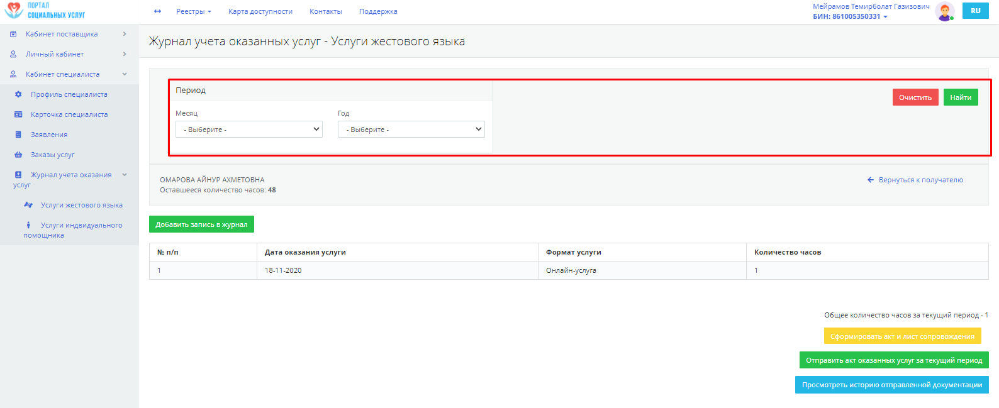 ПОРТАЛ
СОЦИАЛЬНЫХ УСЛУГ
Реестры
Карта доступности
Контакты
Поддержка
Мейрамов Темирболат Газизович
БИН: 861005350331
RU
Кабинет поставщика
Личный кабинет
Кабинет специалиста
Профиль специалиста
Карточка специалиста
Заявления
Заказы услуг
Журнал учета оказания
услуг
Услуги жестового языка
Услуги индвидуального
помощника
Журнал учета оказанных услуг - Услуги жестового языка
Период
Месяц
Год
- Выберите -
- Выберите -
Очистить
Найти
ОМАРОВА АЙНУР АХМЕТОВНА
Оставшееся количество часов: 48
Вернуться к получателю
Добавить запись в журнал
№ п/п
Дата оказания услуги
Формат услуги
Количество часов
1
18-11-2020
Онлайн-услуга
1
Общее количество часов за текущий период - 1
Сформировать акт и лист сопровождения
Отправить акт оказанных услуг за текущий период
Просмотреть историю отправленной документации